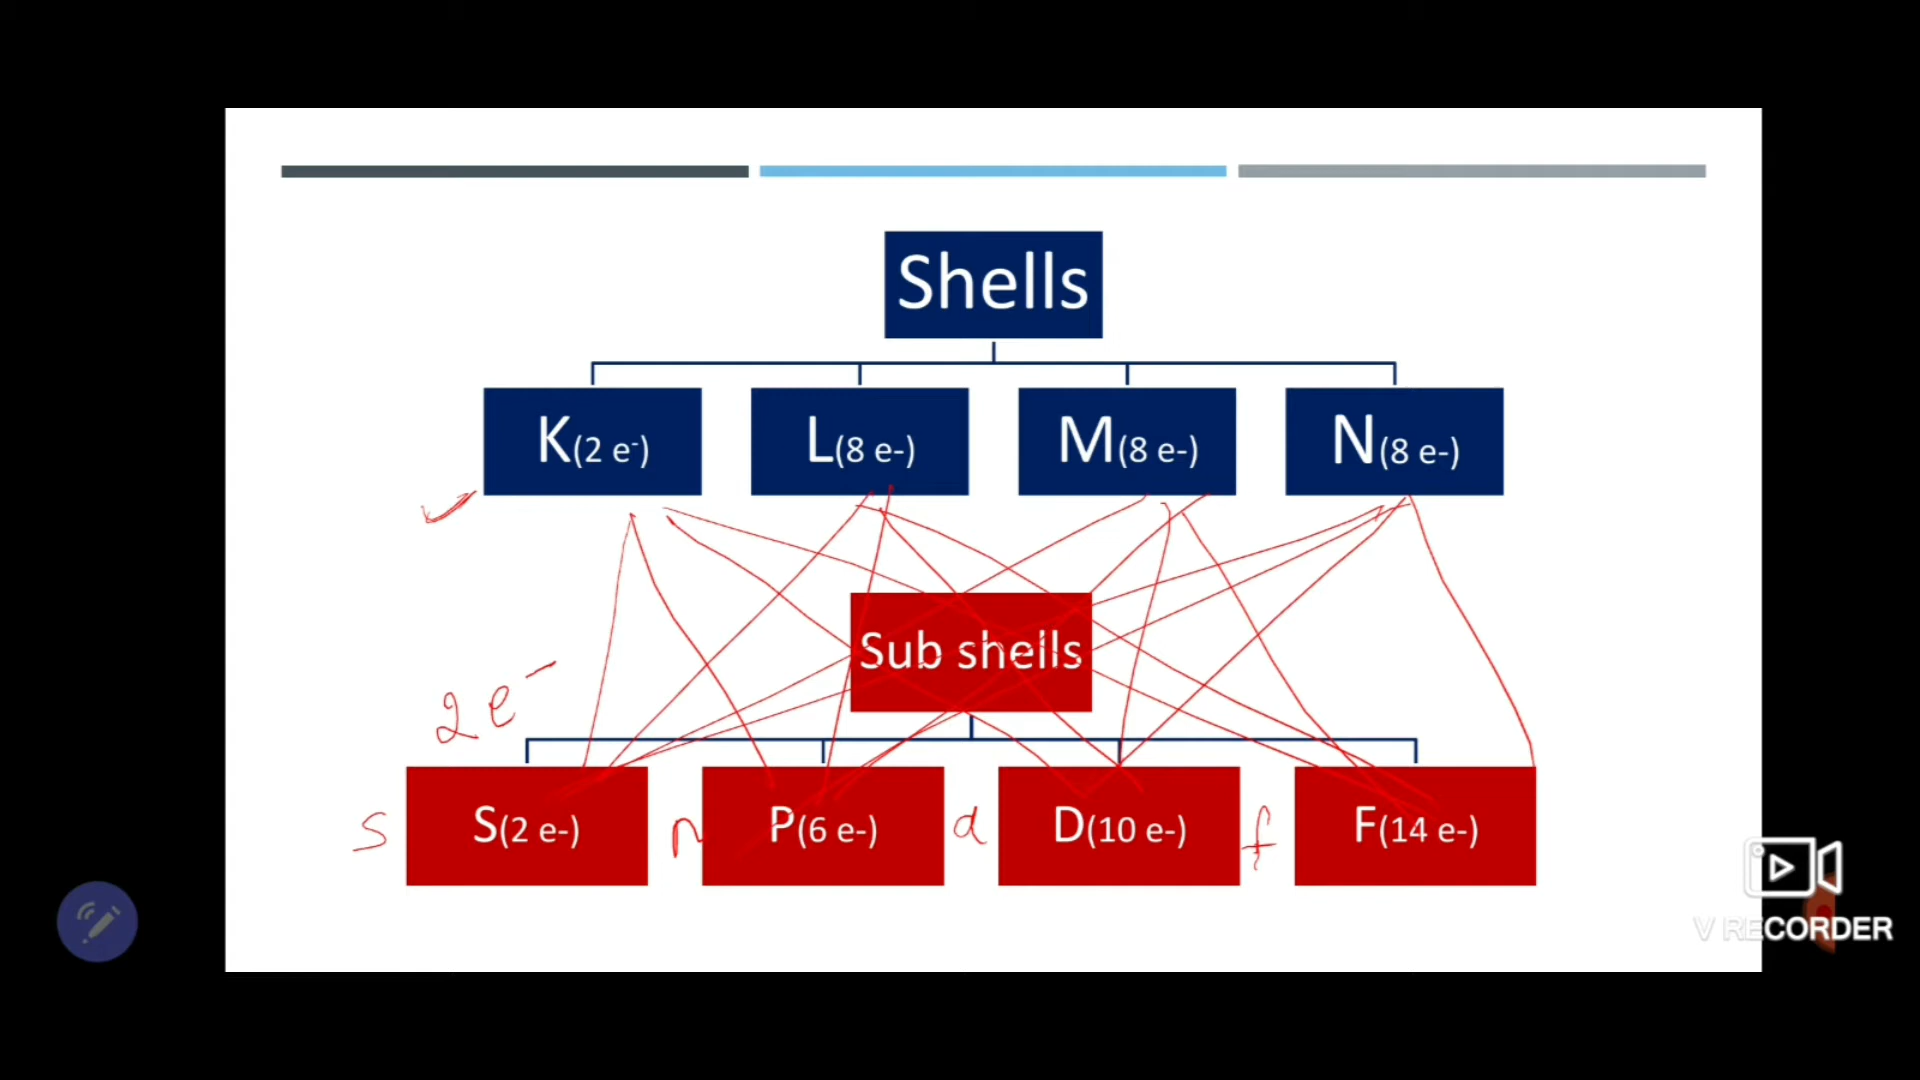 Shells
K(2 e-) L(8 e-) M(8 e-) N(8 e-)
Sub shells
2e-
s S(2 e-) P(6 e-) d D(10 e-) f F(14 e-)
V RECORDER